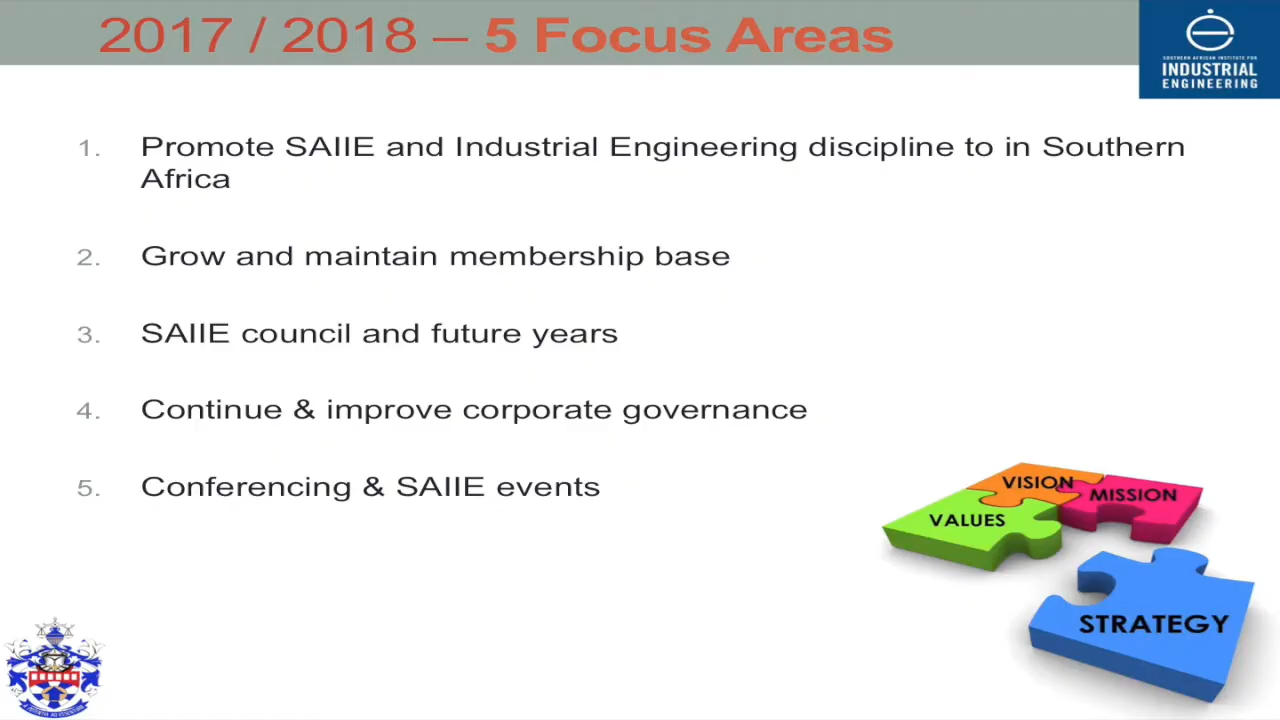 2017 / 2018 – 5 Focus Areas
SOUTHERN AFRICAN INSTITUTE FOR
INDUSTRIAL
ENGINEERING
1. Promote SAIIE and Industrial Engineering discipline to in Southern
Africa
2. Grow and maintain membership base
3. SAIIE council and future years
4. Continue & improve corporate governance
5. Conferencing & SAIIE events
VISION
MISSION
VALUES
STRATEGY